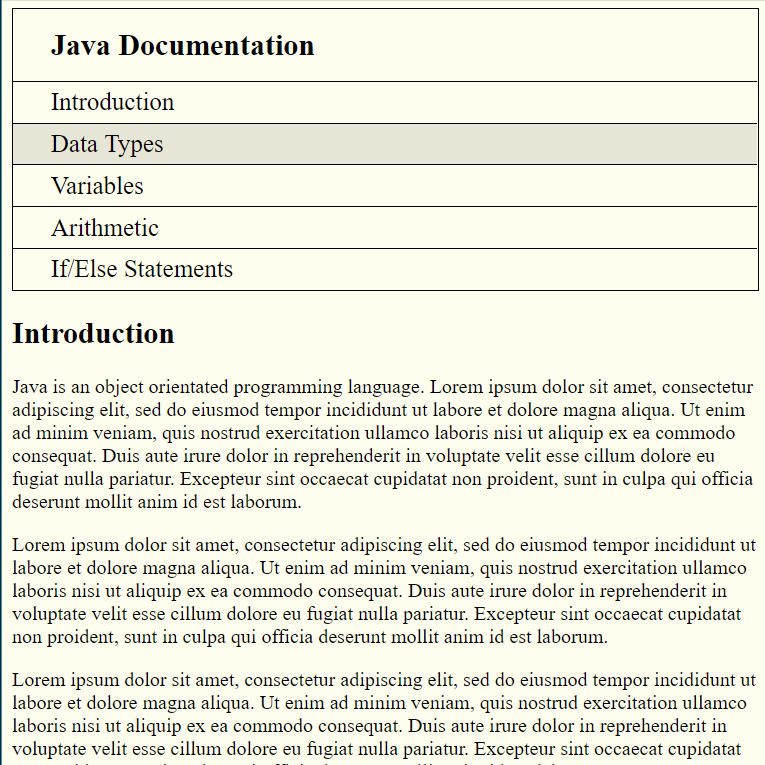 Java Documentation
Introduction
Data Types
Variables
Arithmetic
If/Else Statements
Introduction
Java is an object orientated programming language. Lorem ipsum dolor sit amet, consectetur
adipiscing elit, sed do eiusmod tempor incididunt ut labore et dolore magna aliqua. Ut enim
ad minim veniam, quis nostrud exercitation ullamco laboris nisi ut aliquip ex ea commodo
consequat. Duis aute irure dolor in reprehenderit in voluptate velit esse cillum dolore eu
fugiat nulla pariatur. Excepteur sint occaecat cupidatat non proident, sunt in culpa qui officia
deserunt mollit anim id est laborum.
Lorem ipsum dolor sit amet, consectetur adipiscing elit, sed do eiusmod tempor incididunt ut
labore et dolore magna aliqua. Ut enim ad minim veniam, quis nostrud exercitation ullamco
laboris nisi ut aliquip ex ea commodo consequat. Duis aute irure dolor in reprehenderit in
voluptate velit esse cillum dolore eu fugiat nulla pariatur. Excepteur sint occaecat cupidatat
non proident, sunt in culpa qui officia deserunt mollit anim id est laborum.
Lorem ipsum dolor sit amet, consectetur adipiscing elit, sed do eiusmod tempor incididunt ut
labore et dolore magna aliqua. Ut enim ad minim veniam, quis nostrud exercitation ullamco
laboris nisi ut aliquip ex ea commodo consequat. Duis aute irure dolor in reprehenderit in
voluptate velit esse cillum dolore eu fugiat nulla pariatur. Excepteur sint occaecat cupidatat